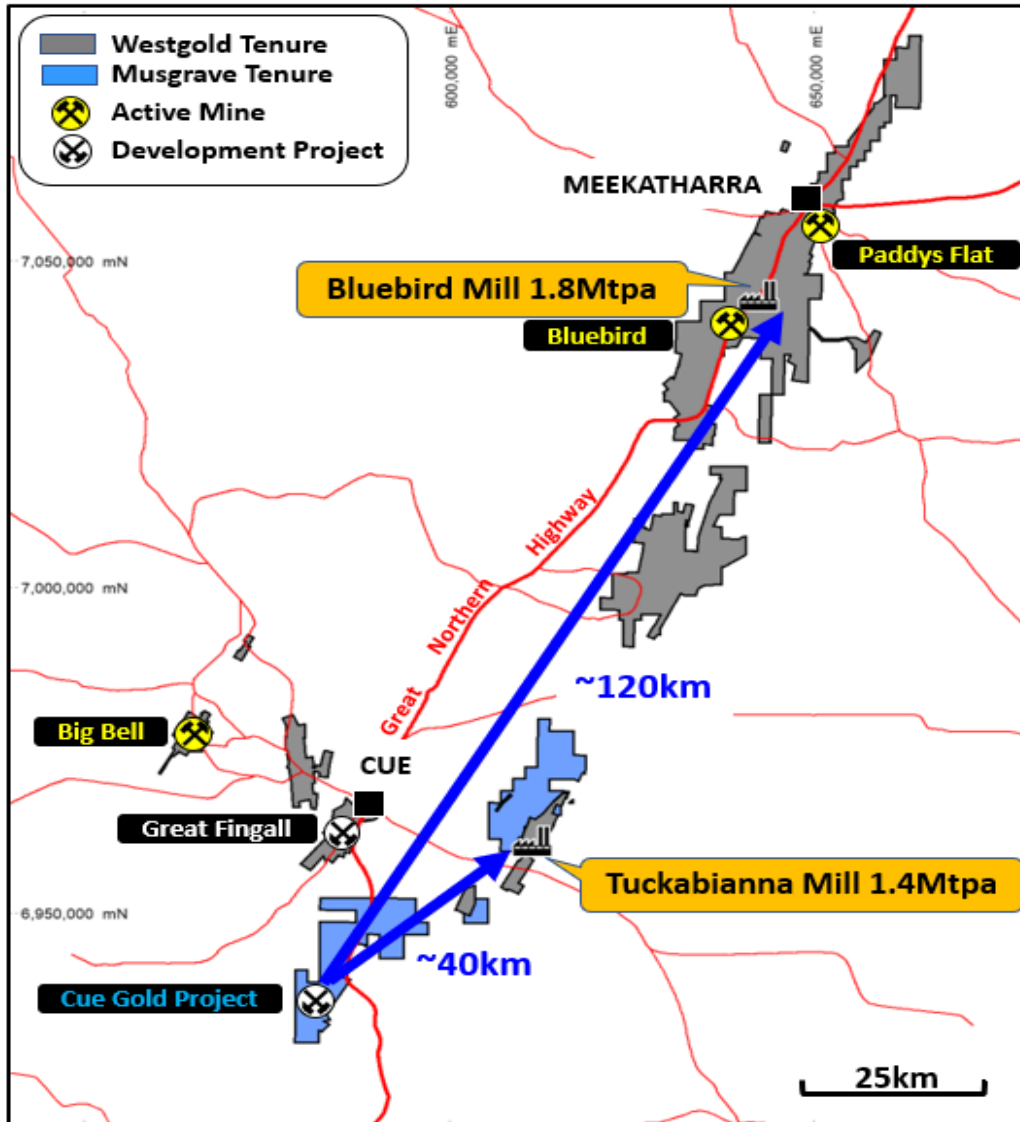 Westgold Tenure
Musgrave Tenure
Active Mine
Development Project
600,000 mE
650,000 mE
MEEKATHARRA
Paddys Flat
7,050,000 mN
Bluebird Mill 1.8Mtpa
Bluebird
Great Northern Highway
7,000,000 mN
~120km
Big Bell
CUE
Great Fingall
Tuckabianna Mill 1.4Mtpa
6,950,000 mN
~40km
Cue Gold Project
25km